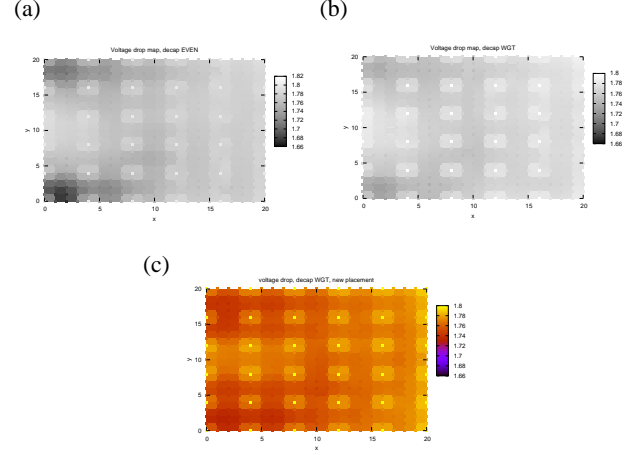 (a)
(b)
Voltage drop map, decap EVEN
20
15
10
5
0
y
0 5 10 15 20
x
1.82
1.8
1.78
1.76
1.74
1.72
1.7
1.68
1.66
Voltage drop map, decap WGT
20
15
10
5
0
y
0 5 10 15 20
x
1.8
1.78
1.76
1.74
1.72
1.7
1.68
1.66
(c)
voltage drop, decap WGT, new placement
20
15
10
5
0
y
0 5 10 15 20
x
1.8
1.78
1.76
1.74
1.72
1.7
1.68
1.66